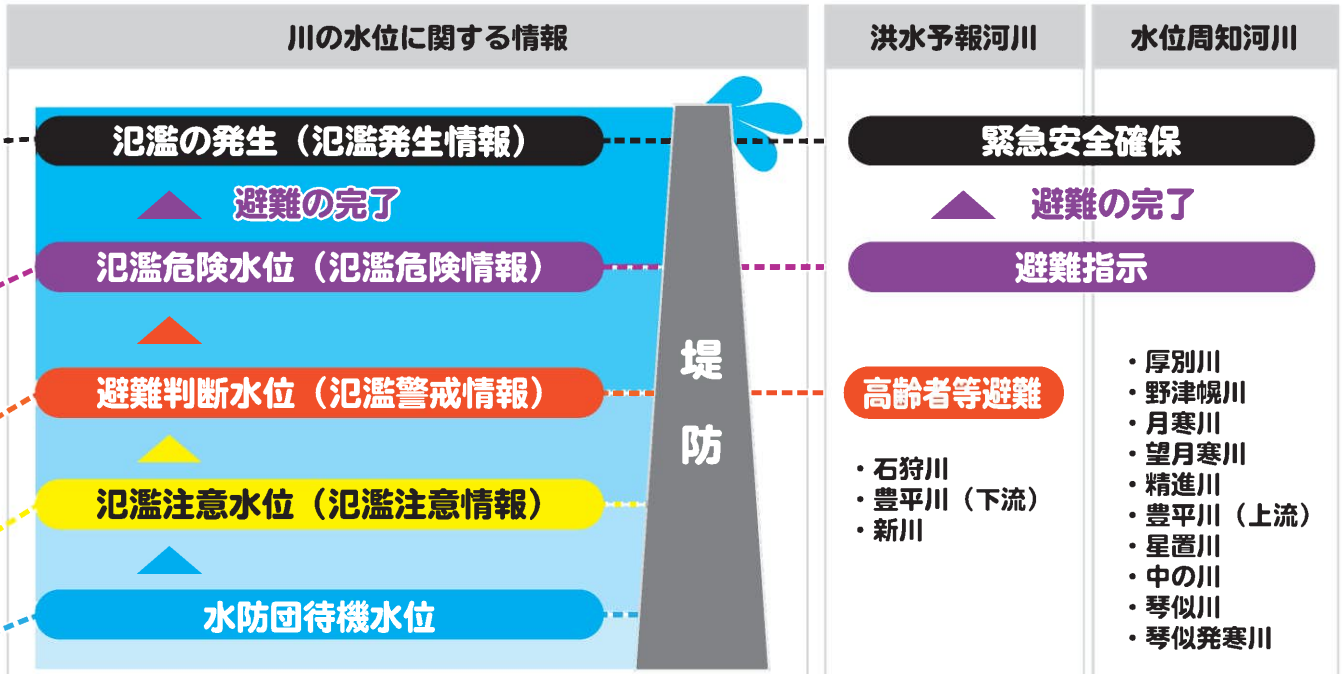 川の水位に関する情報
洪水予報河川
水位周知河川
氾濫の発生（氾濫発生情報）
緊急安全確保
避難の完了
避難の完了
氾濫危険水位（氾濫危険情報）
避難指示
避難判断水位（氾濫警戒情報）
高齢者等避難
氾濫注意水位（氾濫注意情報）
水防団待機水位
堤防
・石狩川
・豊平川（下流）
・新川
・厚別川
・野津幌川
・月寒川
・望月寒川
・精進川
・豊平川（上流）
・星置川
・中の川
・琴似川
・琴似発寒川